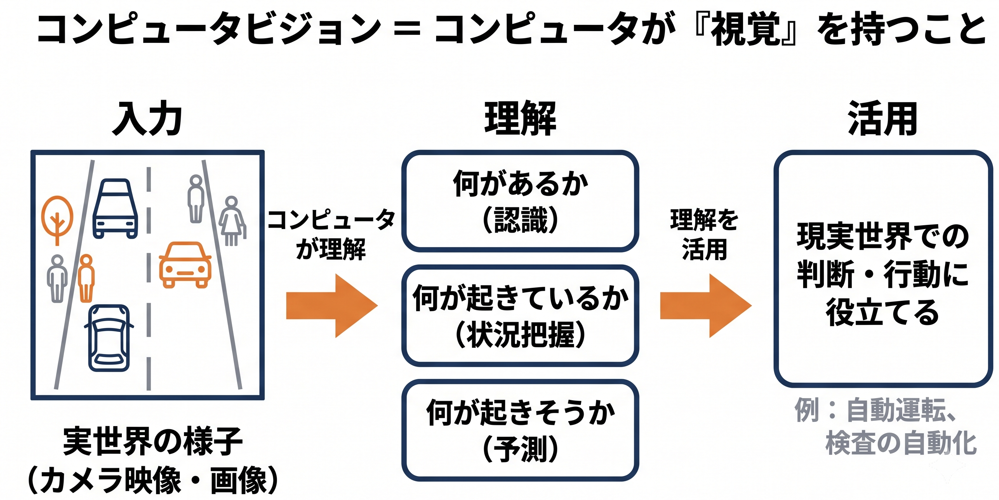 コンピュータビジョン = コンピュータが『視覚』を持つこと
入力
実世界の様子
(カメラ映像・画像)
コンピュータ
が理解
理解
何があるか
(認識)
何が起きているか
(状況把握)
何が起きそうか
(予測)
理解を
活用
活用
現実世界での
判断・行動に
役立てる
例：自動運転、
検査の自動化